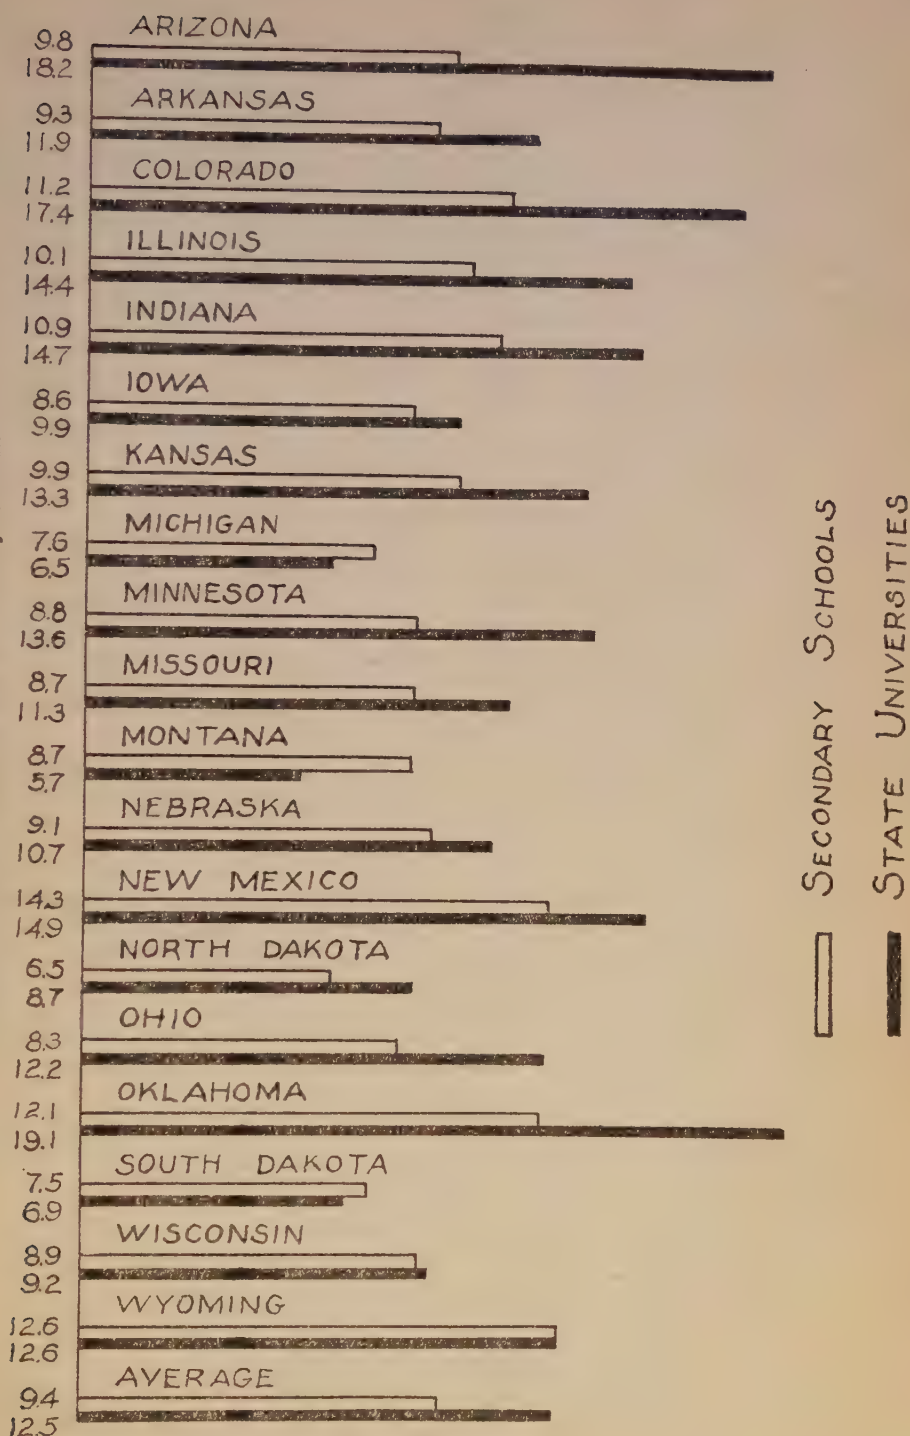 ARIZONA
9.8
18.2
ARKANSAS
9.3
11.9
COLORADO
11.2
17.4
ILLINOIS
10.1
14.4
INDIANA
10.9
14.7
IOWA
8.6
9.9
KANSAS
9.9
13.3
MICHIGAN
7.6
6.5
MINNESOTA
8.8
13.6
MISSOURI
8.7
11.3
MONTANA
8.7
5.7
NEBRASKA
9.1
10.7
NEW MEXICO
14.3
14.9
NORTH DAKOTA
6.5
8.7
OHIO
8.3
12.2
OKLAHOMA
12.1
19.1
SOUTH DAKOTA
7.5
6.9
WISCONSIN
8.9
9.2
WYOMING
12.6
12.6
AVERAGE
9.4
12.5
SECONDARY SCHOOLS
STATE UNIVERSITIES